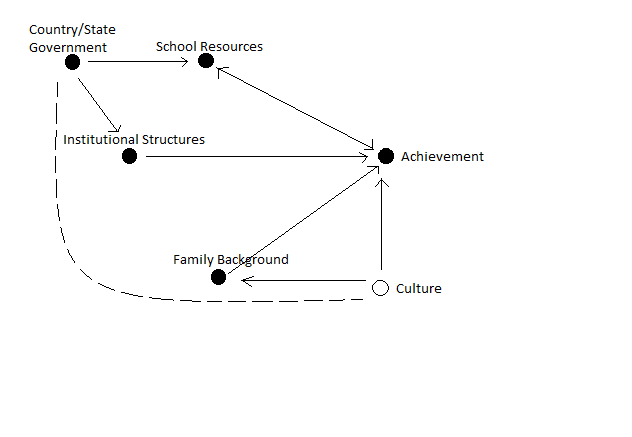 Country/State
Government
School Resources
Institutional Structures
Achievement
Family Background
Culture